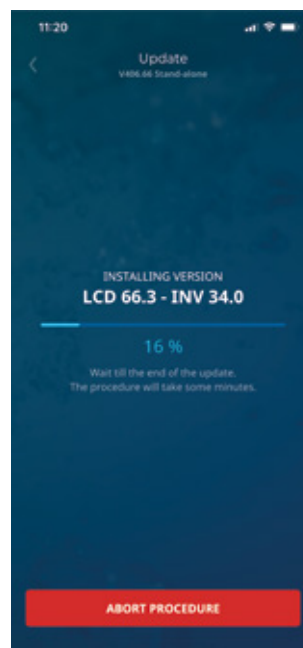 11:20
Update
V406.66 Stand-alone
INSTALLING VERSION
LCD 66.3 - INV 34.0
16 %
Wait till the end of the update.
The procedure will take some minutes.
ABORT PROCEDURE